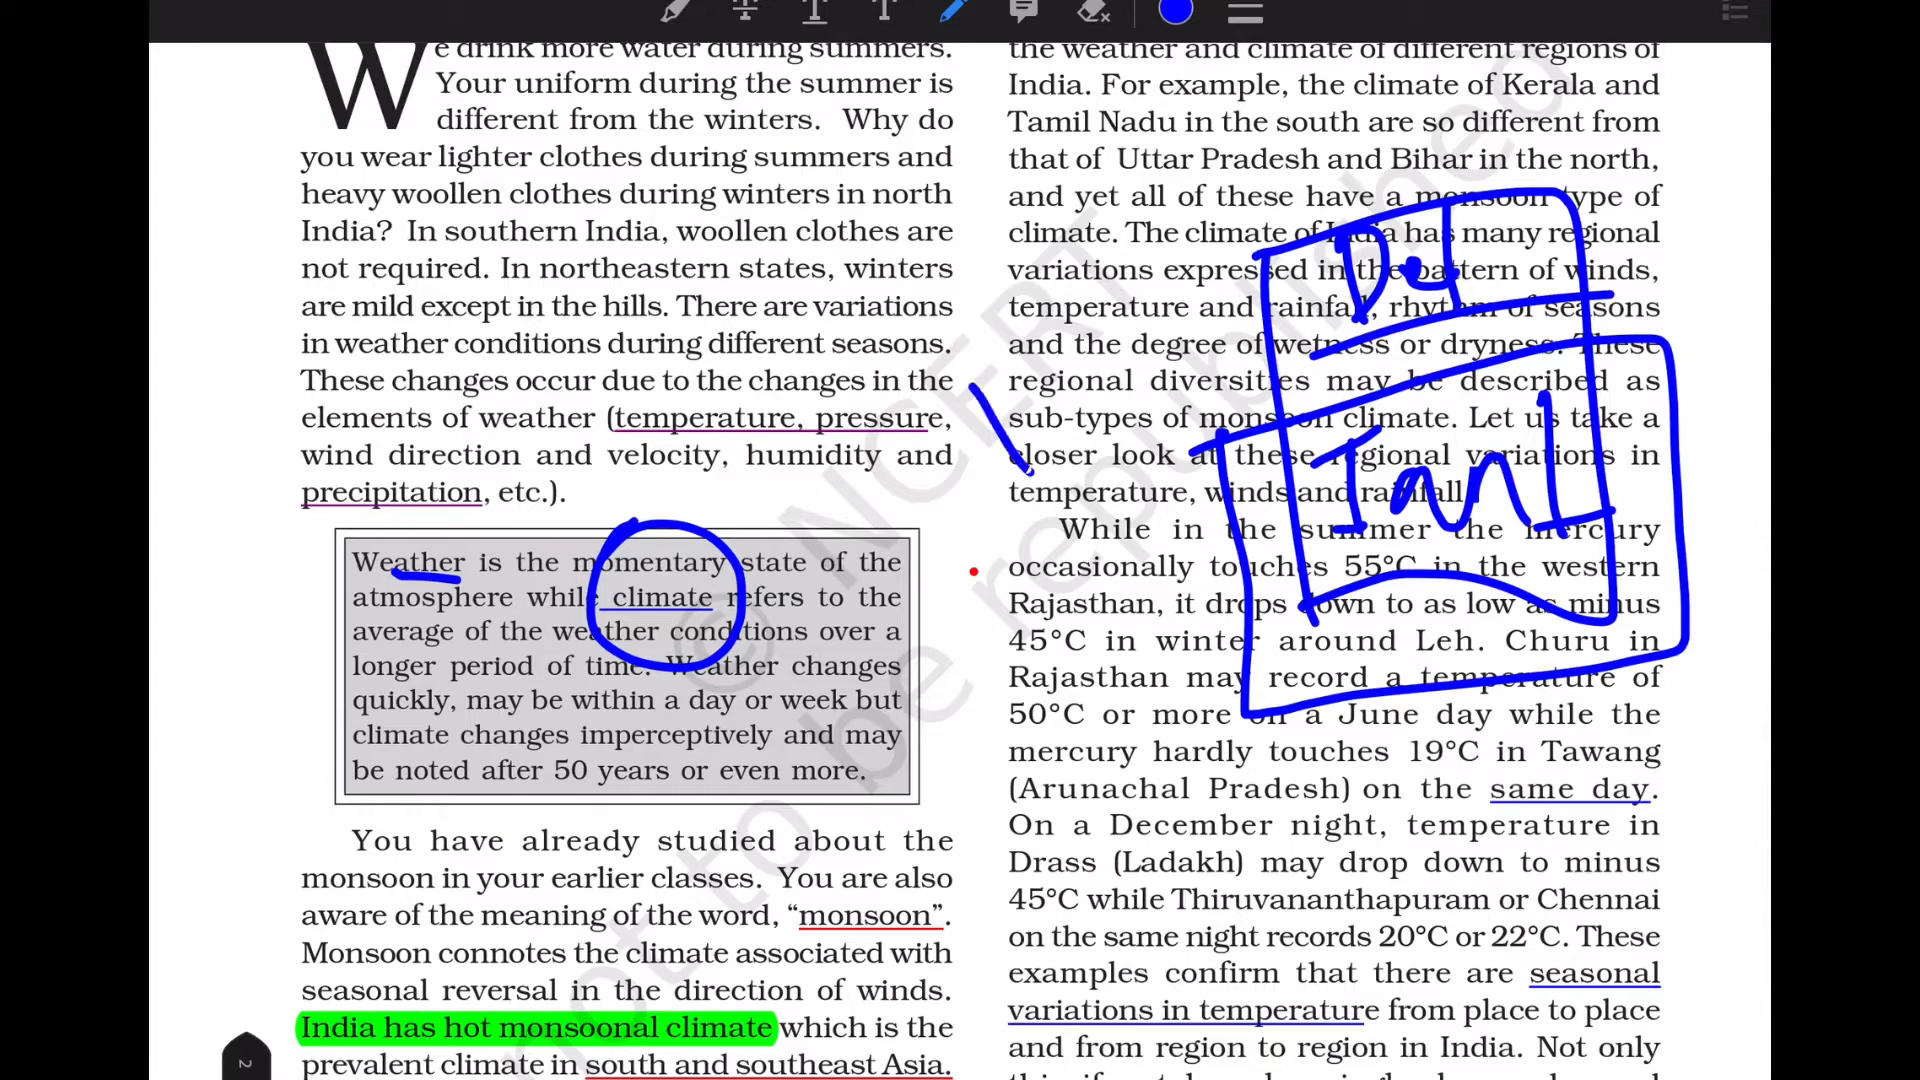 We drink more water during summers.
Your uniform during the summer is
different from the winters. Why do
you wear lighter clothes during summers and
heavy woollen clothes during winters in north
India? In southern India, woollen clothes are
not required. In northeastern states, winters
are mild except in the hills. There are variations
in weather conditions during different seasons.
These changes occur due to the changes in the
elements of weather (temperature, pressure,
wind direction and velocity, humidity and
precipitation, etc.).
Weather is the momentary state of the
atmosphere while climate refers to the
average of the weather conditions over a
longer period of time. Weather changes
quickly, may be within a day or week but
climate changes imperceptively and may
be noted after 50 years or even more.
You have already studied about the
monsoon in your earlier classes. You are also
aware of the meaning of the word, “monsoon”.
Monsoon connotes the climate associated with
seasonal reversal in the direction of winds.
India has hot monsoonal climate which is the
prevalent climate in south and southeast Asia.
the weather and climate of different regions of
India. For example, the climate of Kerala and
Tamil Nadu in the south are so different from
that of Uttar Pradesh and Bihar in the north,
and yet all of these have a monsoon type of
climate. The climate of India has many regional
variations expressed in the pattern of winds,
temperature and rainfall, rhythm of seasons
and the degree of wetness or dryness. These
regional diversities may be described as
sub-types of monsoon climate. Let us take a
closer look at these regional variations in
temperature, winds and rainfall.
While in the summer the mercury
occasionally touches 55°C in the western
Rajasthan, it drops down to as low as minus
45°C in winter around Leh. Churu in
Rajasthan may record a temperature of
50°C or more on a June day while the
mercury hardly touches 19°C in Tawang
(Arunachal Pradesh) on the same day.
On a December night, temperature in
Drass (Ladakh) may drop down to minus
45°C while Thiruvananthapuram or Chennai
on the same night records 20°C or 22°C. These
examples confirm that there are seasonal
variations in temperature from place to place
and from region to region in India. Not only
© NCERT
not to be republished
2